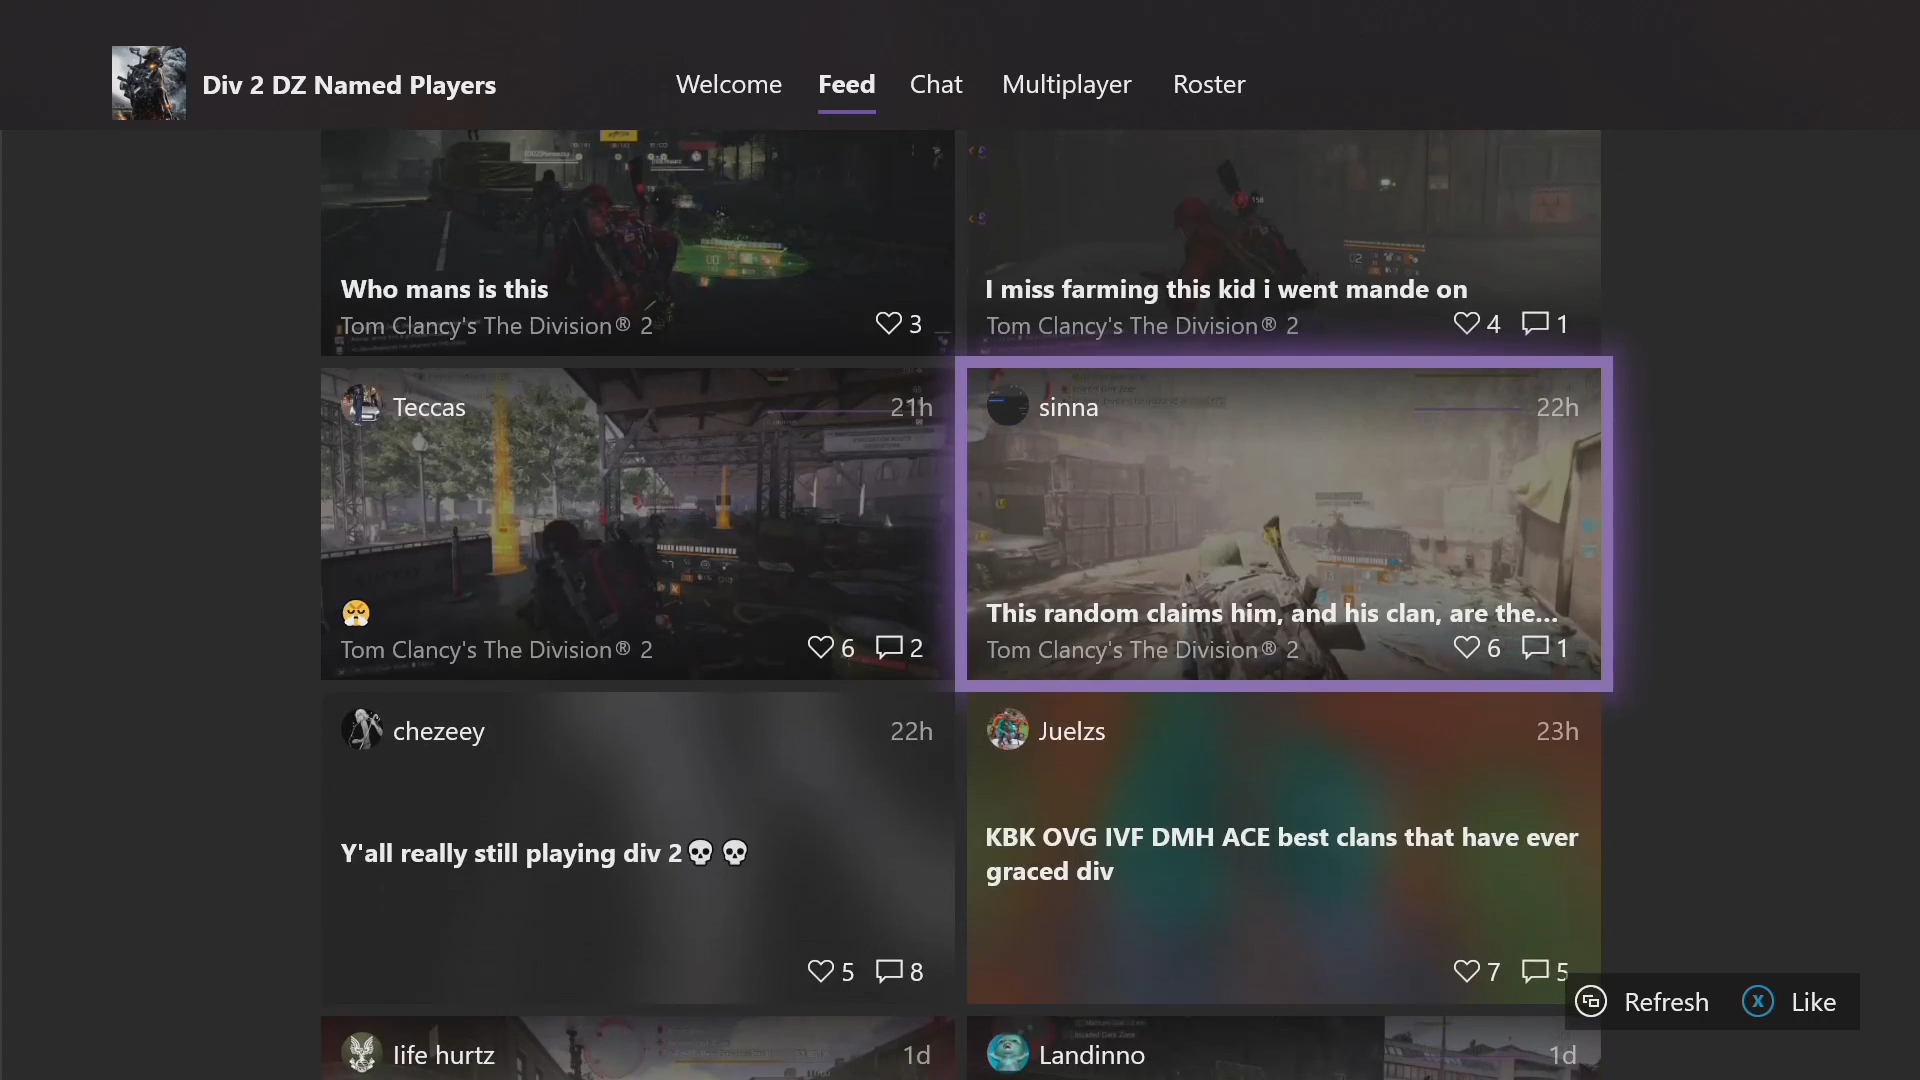 Div 2 DZ Named Players
Welcome
Feed
Chat
Multiplayer
Roster
Who mans is this
Tom Clancy's The Division® 2
3
I miss farming this kid i went mande on
Tom Clancy's The Division® 2
4
1
Teccas
21h
😤
Tom Clancy's The Division® 2
6
2
sinna
22h
This random claims him, and his clan, are the...
Tom Clancy's The Division® 2
6
1
chezeey
22h
Y'all really still playing div 2💀💀
5
8
Juelzs
23h
KBK OVG IVF DMH ACE best clans that have ever
graced div
7
5
life hurtz
1d
Landinno
1d
Refresh
X
Like